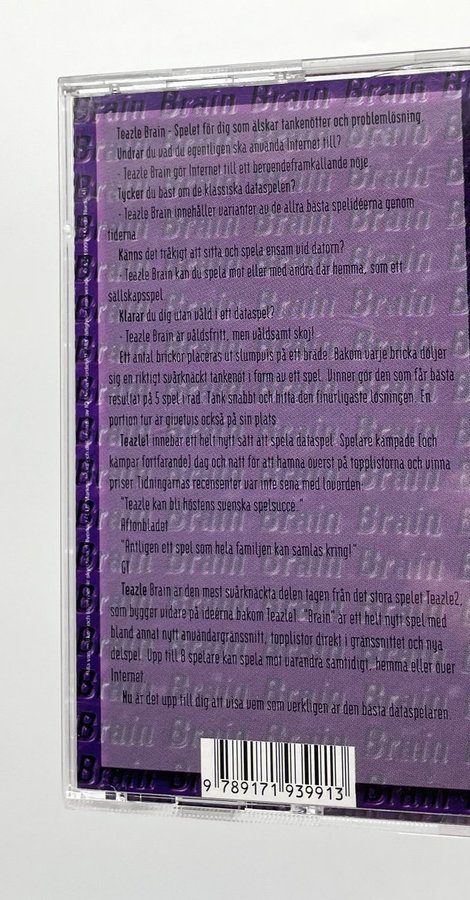 Brain Brain Brain Brain
Teazle Brain - Spelet för dig som älskar tankenötter och problemlösning.
Undrar du vad du egentligen ska använda Internet till?
- Teazle Brain gör Internet till ett beroendeframkallande nöje.
Tycker du bäst om de klassiska dataspelen?
- Teazle Brain innehåller varianter av de allra bästa spelidéerna genom
tiderna.
Känns det tråkigt att sitta och spela ensam vid datorn?
- Teazle Brain kan du spela mot eller med andra där hemma, som ett
sällskapsspel.
Klarar du dig utan våld i ett dataspel?
- Teazle Brain är våldsfritt, men våldsamt skoj!
Ett antal brickor placeras ut slumpvis på ett bräde. Bakom varje bricka döljer
sig en riktigt svårknäckt tankenöt i form av ett spel. Vinner gör den som får bästa
resultat på 5 spel i rad. Tänk snabbt och hitta den finurligaste lösningen. En
portion tur är givetvis också på sin plats.
Teazle1 innebar ett helt nytt sätt att spela dataspel. Spelare kämpade (och
kämpar fortfarande) dag och natt för att hamna överst på topplistorna och vinna
priser. Tidningarnas recensenter var inte sena med lovorden:
"Teazle kan bli höstens svenska spelsuccé."
Aftonbladet
"Äntligen ett spel som hela familjen kan samlas kring!"
GT
Teazle Brain är den mest svårknäckta delen tagen från det stora spelet Teazle2,
som bygger vidare på idéerna bakom Teazle1. "Brain" är ett helt nytt spel med
bland annat nytt användargränssnitt, topplistor direkt i gränssnittet och nya
delspel. Upp till 8 spelare kan spela mot varandra samtidigt, hemma eller över
Internet.
Nu är det upp till dig att visa vem som verkligen är den bästa dataspelaren.
9 789171 939913